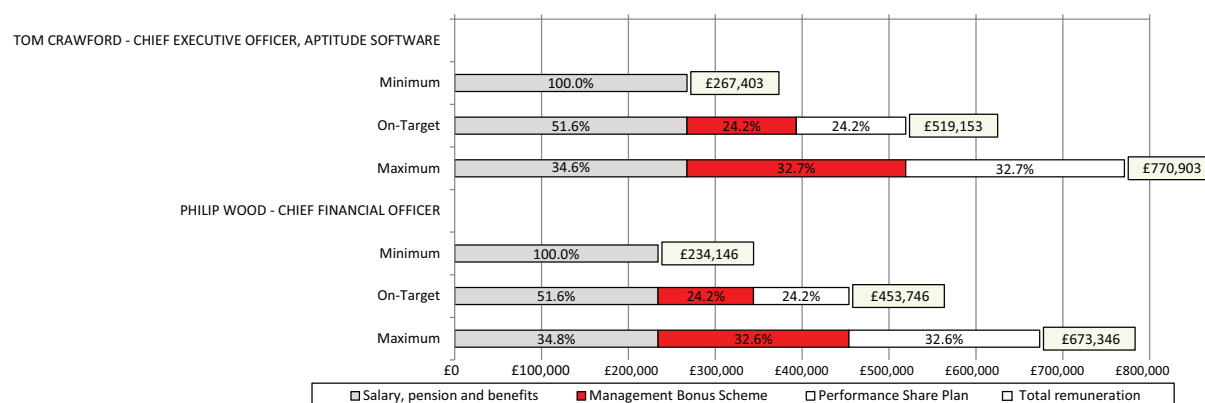 TOM CRAWFORD - CHIEF EXECUTIVE OFFICER, APTITUDE SOFTWARE
Minimum 100.0% £267,403
On-Target 51.6% 24.2% 24.2% £519,153
Maximum 34.6% 32.7% 32.7% £770,903
PHILIP WOOD - CHIEF FINANCIAL OFFICER
Minimum 100.0% £234,146
On-Target 51.6% 24.2% 24.2% £453,746
Maximum 34.8% 32.6% 32.6% £673,346
£0 £100,000 £200,000 £300,000 £400,000 £500,000 £600,000 £700,000 £800,000
Salary, pension and benefits Management Bonus Scheme Performance Share Plan Total remuneration